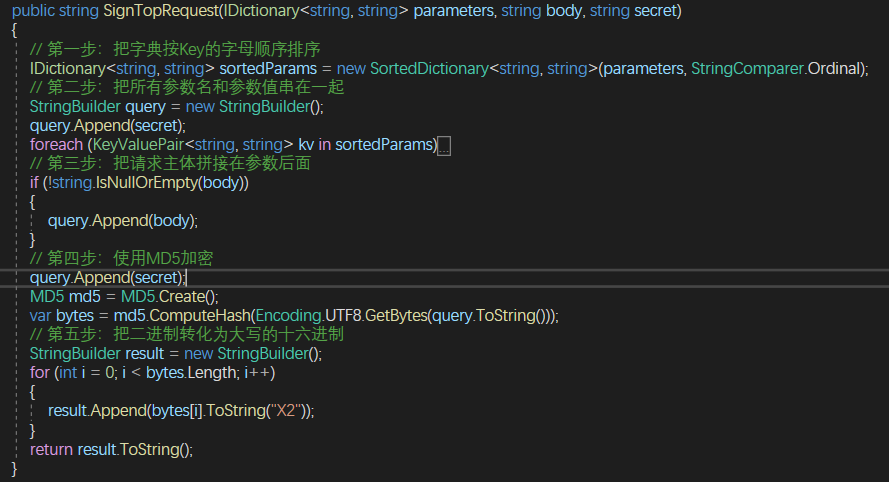 public string SignTopRequest(IDictionary<string, string> parameters, string body, string secret)
{
// 第一步：把字典按Key的字母顺序排序
IDictionary<string, string> sortedParams = new SortedDictionary<string, string>(parameters, StringComparer.Ordinal);
// 第二步：把所有参数名和参数值串在一起
StringBuilder query = new StringBuilder();
query.Append(secret);
foreach (KeyValuePair<string, string> kv in sortedParams)...
// 第三步：把请求主体拼接在参数后面
if (!string.IsNullOrEmpty(body))
{
query.Append(body);
}
// 第四步：使用MD5加密
query.Append(secret);
MD5 md5 = MD5.Create();
var bytes = md5.ComputeHash(Encoding.UTF8.GetBytes(query.ToString()));
// 第五步：把二进制转化为大写的十六进制
StringBuilder result = new StringBuilder();
for (int i = 0; i < bytes.Length; i++)
{
result.Append(bytes[i].ToString("X2"));
}
return result.ToString();
}